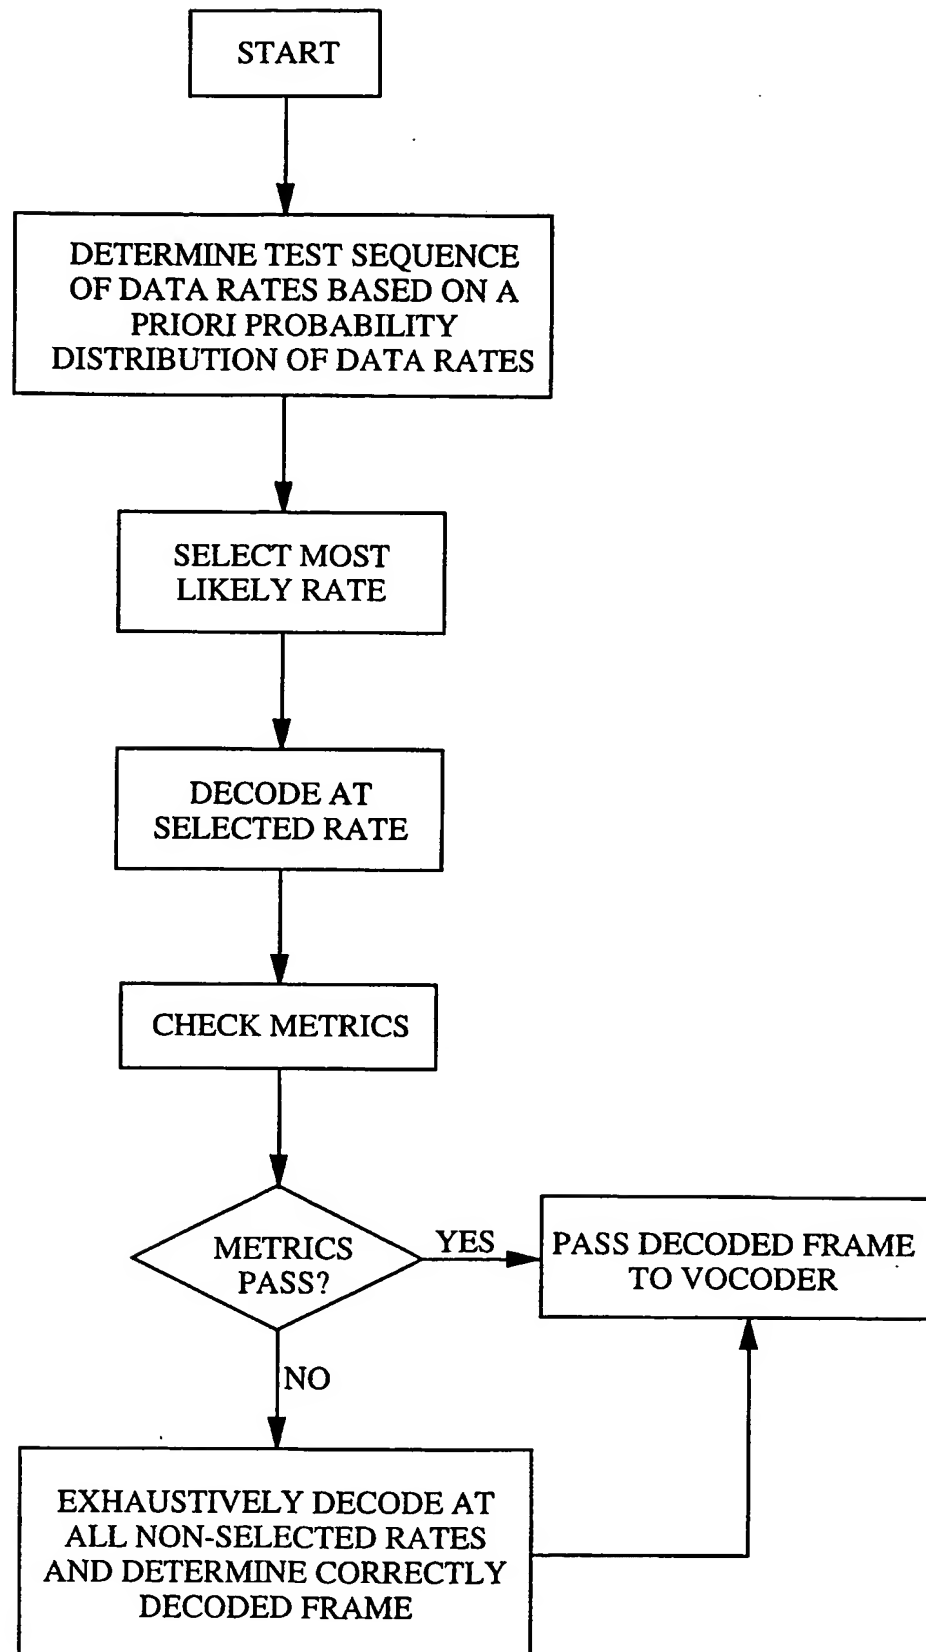 START
DETERMINE TEST SEQUENCE
OF DATA RATES BASED ON A
PRIORI PROBABILITY
DISTRIBUTION OF DATA RATES
SELECT MOST
LIKELY RATE
DECODE AT
SELECTED RATE
CHECK METRICS
METRICS
PASS?
YES
PASS DECODED FRAME
TO VOCODER
NO
EXHAUSTIVELY DECODE AT
ALL NON-SELECTED RATES
AND DETERMINE CORRECTLY
DECODED FRAME